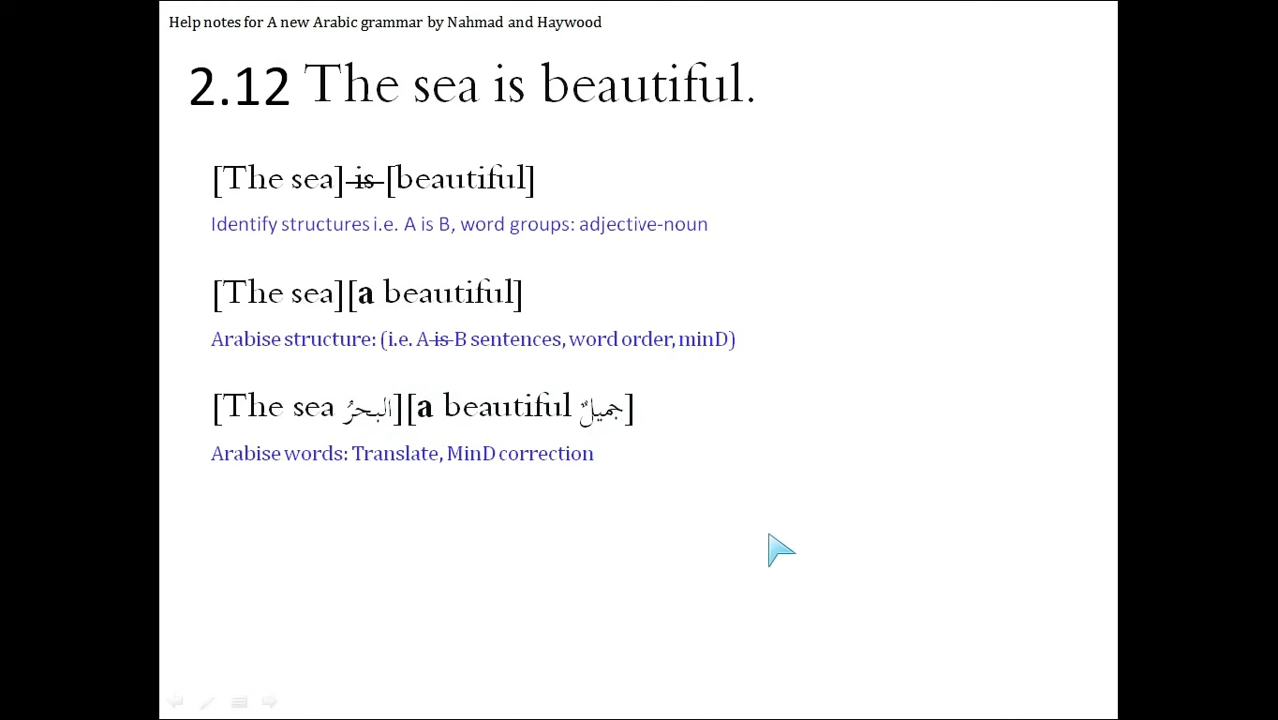 Help notes for A new Arabic grammar by Nahmad and Haywood
2.12 The sea is beautiful.
[The sea] is [beautiful]
Identify structures i.e. A is B, word groups: adjective-noun
[The sea][a beautiful]
Arabise structure: (i.e. A is B sentences, word order, minD)
[The sea البحرُ][a beautiful جميلٌ]
Arabise words: Translate, MinD correction